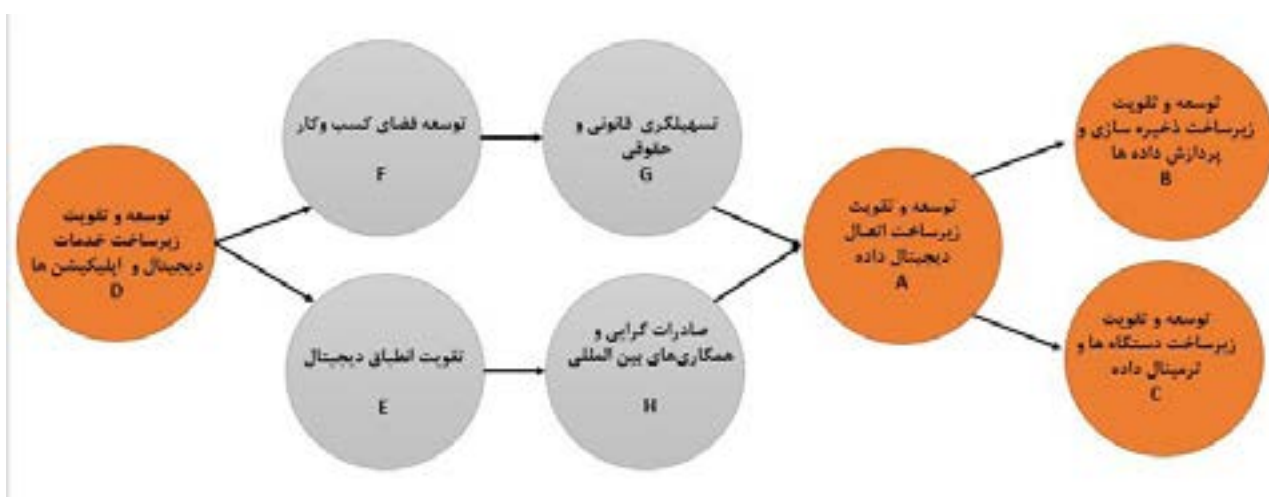 توسعه و تقویت
زیرساخت خدمات
دیجیتال و اپلیکیشن ها
D
توسعه فضای کسب وکار
F
تقویت انطباق دیجیتال
E
تسهیلگری قانونی و
حقوقی
G
صادرات گرایی و
همکاری‌های بین المللی
H
توسعه و تقویت
زیرساخت اتصال
دیجیتال داده
A
توسعه و تقویت
زیرساخت ذخیره سازی و
پردازش داده ها
B
توسعه و تقویت
زیرساخت دستگاه ها و
ترمینال داده
C